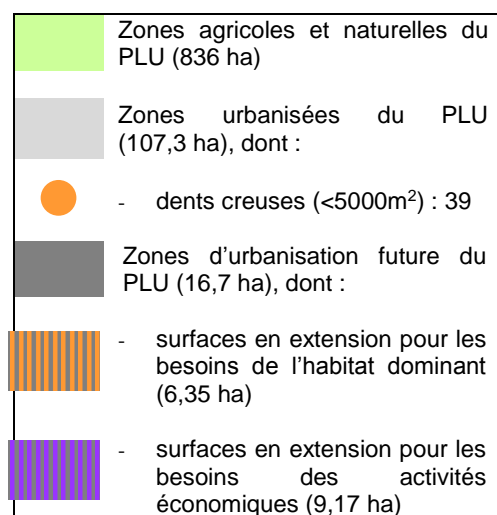 Zones agricoles et naturelles du
PLU (836 ha)
Zones urbanisées du PLU
(107,3 ha), dont :
- dents creuses (<5000m²) : 39
Zones d'urbanisation future du
PLU (16,7 ha), dont :
- surfaces en extension pour les
besoins de l'habitat dominant
(6,35 ha)
- surfaces en extension pour les
besoins des activités
économiques (9,17 ha)